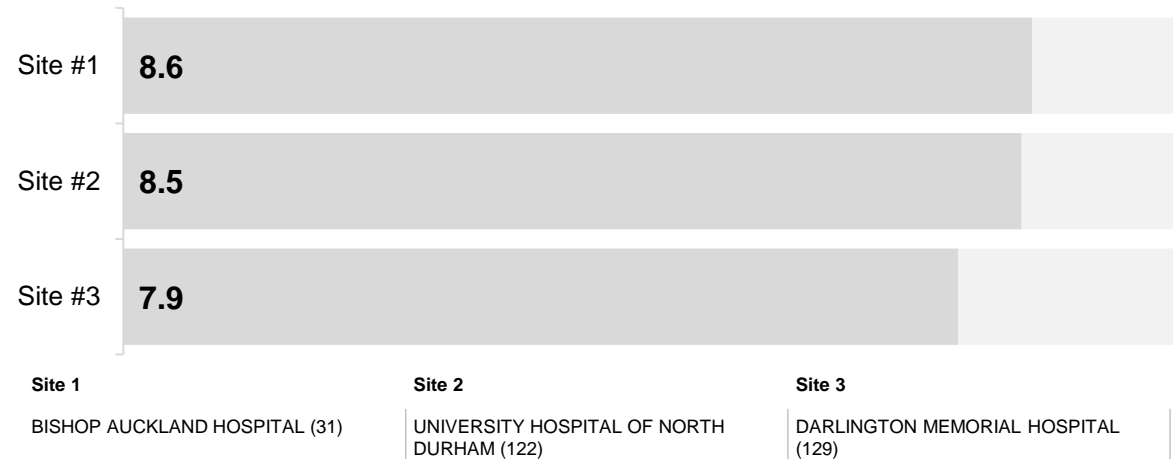 Site #1
8.6
Site #2
8.5
Site #3
7.9
Site 1
BISHOP AUCKLAND HOSPITAL (31)
Site 2
UNIVERSITY HOSPITAL OF NORTH
DURHAM (122)
Site 3
DARLINGTON MEMORIAL HOSPITAL
(129)